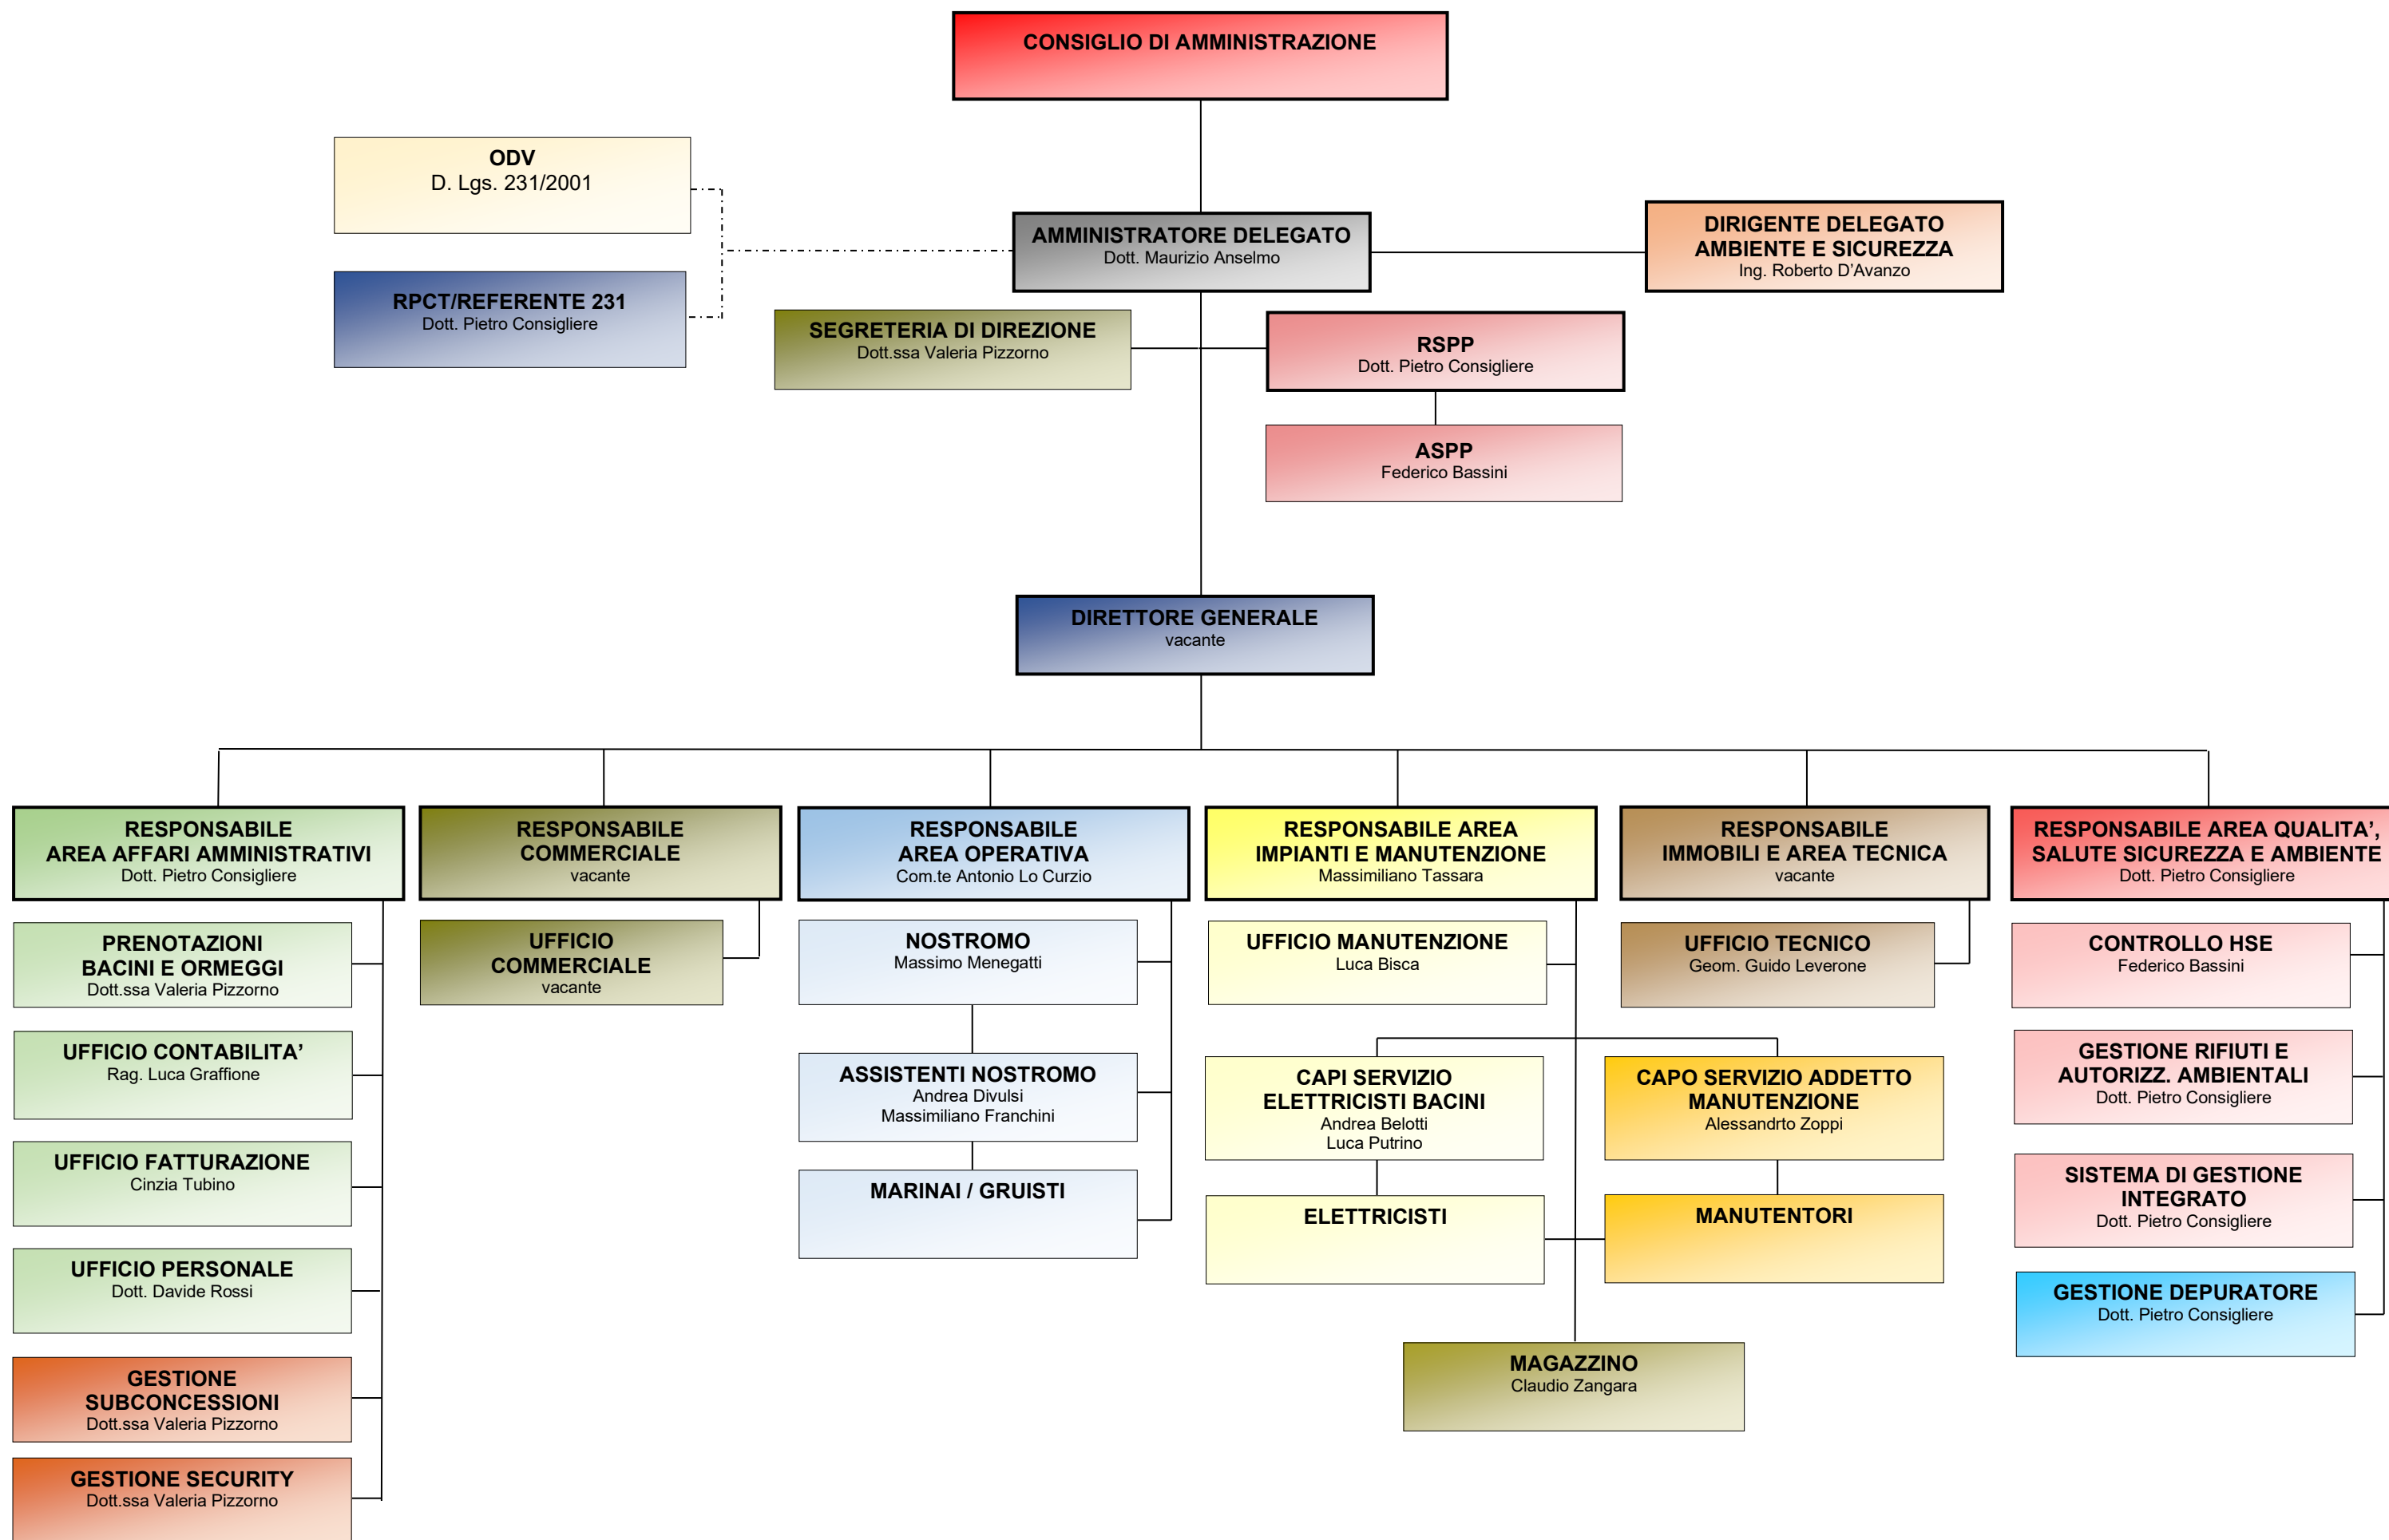 CONSIGLIO DI AMMINISTRAZIONE
ODV
D. Lgs. 231/2001
AMMINISTRATORE DELEGATO
Dott. Maurizio Anselmo
DIRIGENTE DELEGATO
AMBIENTE E SICUREZZA
Ing. Roberto D’Avanzo
RPCT/REFERENTE 231
Dott. Pietro Consigliere
SEGRETERIA DI DIREZIONE
Dott.ssa Valeria Pizzorno
RSPP
Dott. Pietro Consigliere
ASPP
Federico Bassini
DIRETTORE GENERALE
vacante
RESPONSABILE
AREA AFFARI AMMINISTRATIVI
Dott. Pietro Consigliere
PRENOTAZIONI
BACINI E ORMEGGI
Dott.ssa Valeria Pizzorno
UFFICIO CONTABILITA’
Rag. Luca Graffione
UFFICIO FATTURAZIONE
Cinzia Tubino
UFFICIO PERSONALE
Dott. Davide Rossi
GESTIONE
SUBCONCESSIONI
Dott.ssa Valeria Pizzorno
GESTIONE SECURITY
Dott.ssa Valeria Pizzorno
RESPONSABILE
COMMERCIALE
vacante
UFFICIO
COMMERCIALE
vacante
RESPONSABILE
AREA OPERATIVA
Com.te Antonio Lo Curzio
NOSTROMO
Massimo Menegatti
ASSISTENTI NOSTROMO
Andrea Divulsi
Massimiliano Franchini
MARINAI / GRUISTI
RESPONSABILE AREA
IMPIANTI E MANUTENZIONE
Massimiliano Tassara
UFFICIO MANUTENZIONE
Luca Bisca
CAPI SERVIZIO
ELETTRICISTI BACINI
Andrea Belotti
Luca Putrino
ELETTRICISTI
CAPO SERVIZIO ADDETTO
MANUTENZIONE
Alessandrto Zoppi
MANUTENTORI
MAGAZZINO
Claudio Zangara
RESPONSABILE
IMMOBILI E AREA TECNICA
vacante
UFFICIO TECNICO
Geom. Guido Leverone
RESPONSABILE AREA QUALITA’,
SALUTE SICUREZZA E AMBIENTE
Dott. Pietro Consigliere
CONTROLLO HSE
Federico Bassini
GESTIONE RIFIUTI E
AUTORIZZ. AMBIENTALI
Dott. Pietro Consigliere
SISTEMA DI GESTIONE
INTEGRATO
Dott. Pietro Consigliere
GESTIONE DEPURATORE
Dott. Pietro Consigliere